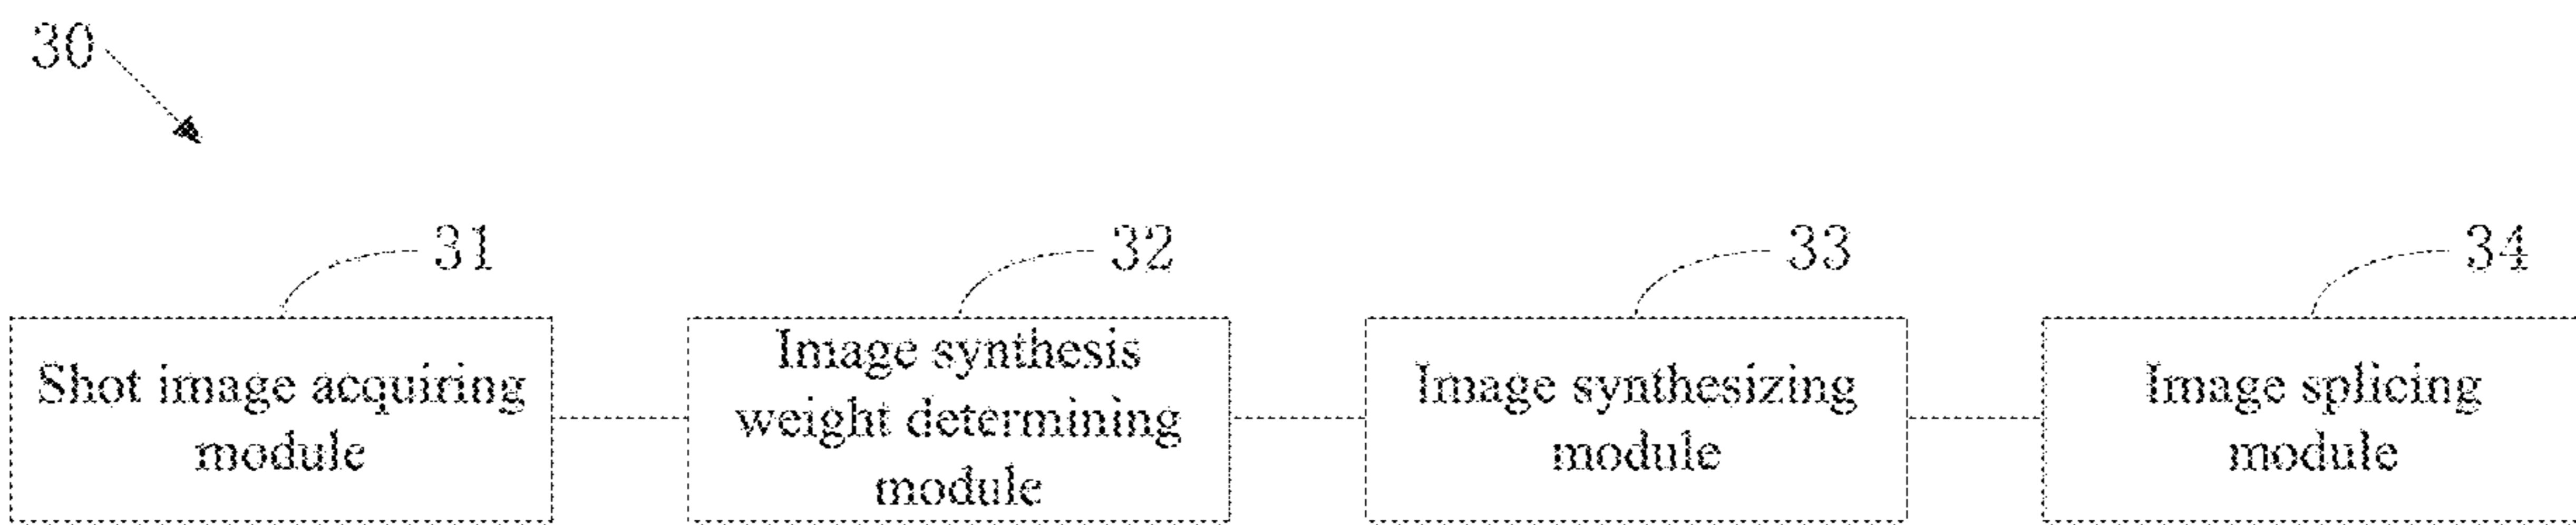 30
31
32
33
34
Shot image acquiring
module
Image synthesis
weight determining
module
Image synthesizing
module
Image splicing
module